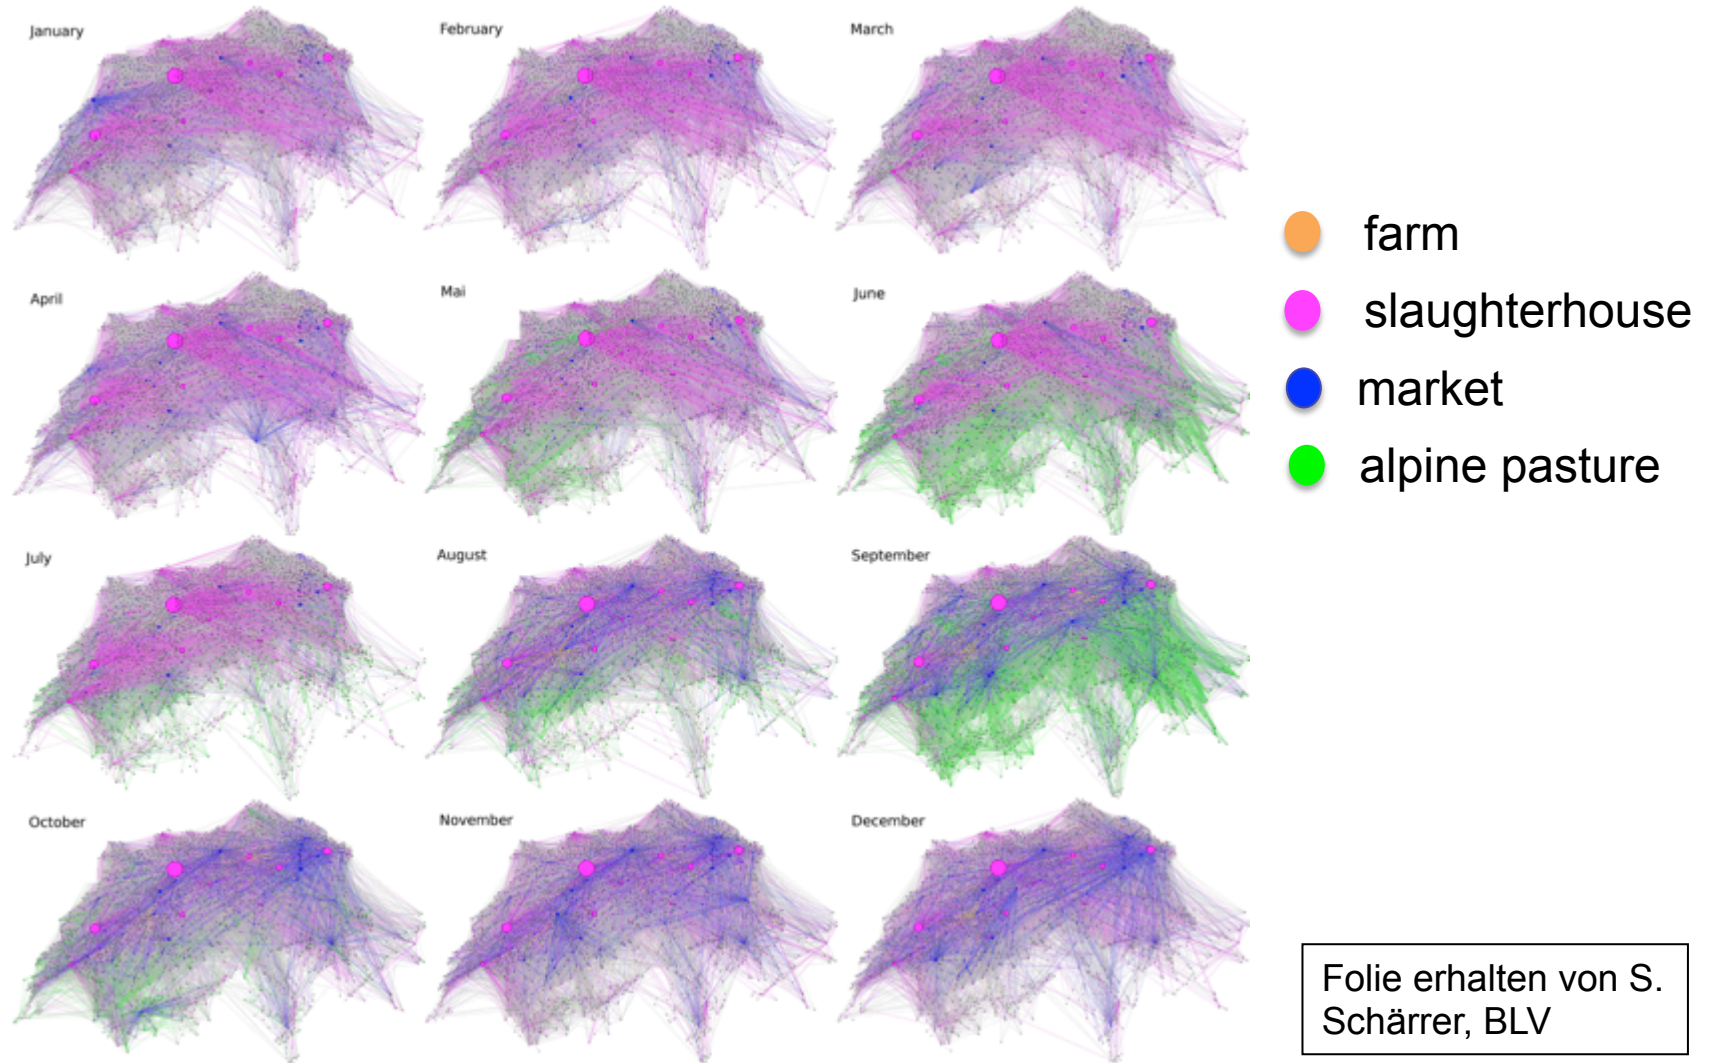 January
February
March
April
Mai
June
July
August
September
October
November
December
farm
slaughterhouse
market
alpine pasture
Folie erhalten von S.
Schärrer, BLV